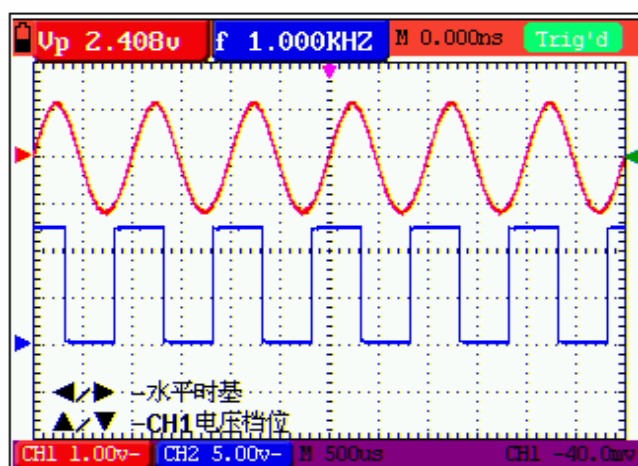 Vp 2.408v f 1.000KHZ M 0.000ns Trig'd
◀/▶ -水平时基
▲/▼ -CH1电压档位
CH1 1.00v- CH2 5.00v- M 500us CH1 -40.0mv